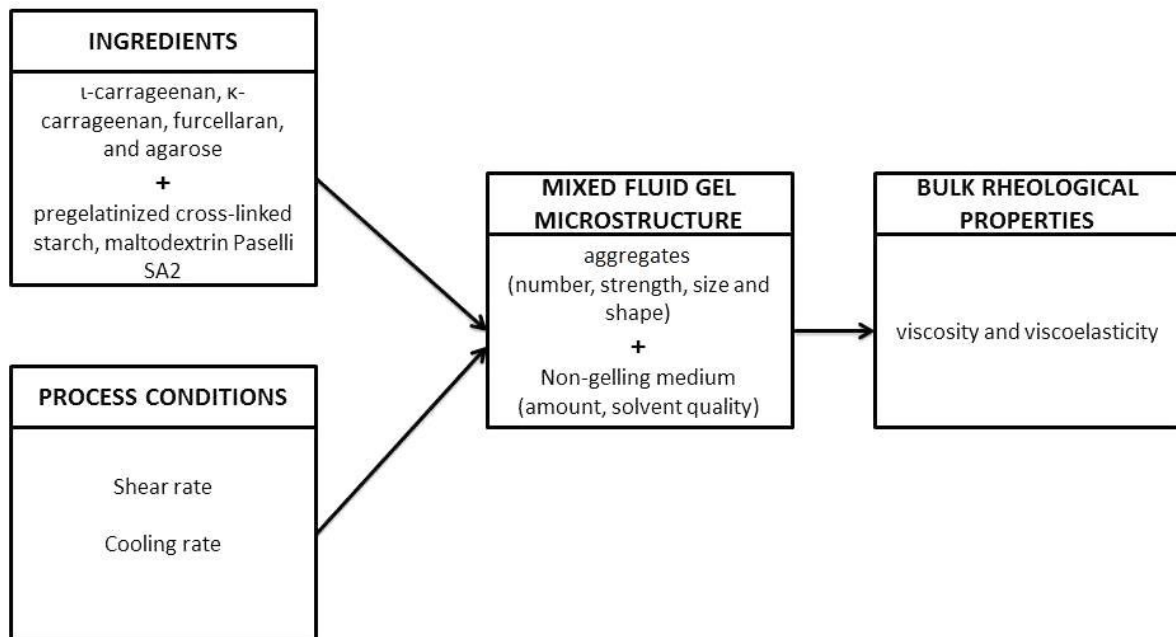 INGREDIENTS
ι-carrageenan, κ-
carrageenan, furcellaran,
and agarose
+
pregelatinized cross-linked
starch, maltodextrin Paselli
SA2
PROCESS CONDITIONS
Shear rate
Cooling rate
MIXED FLUID GEL
MICROSTRUCTURE
aggregates
(number, strength, size and
shape)
+
Non-gelling medium
(amount, solvent quality)
BULK RHEOLOGICAL
PROPERTIES
viscosity and viscoelasticity